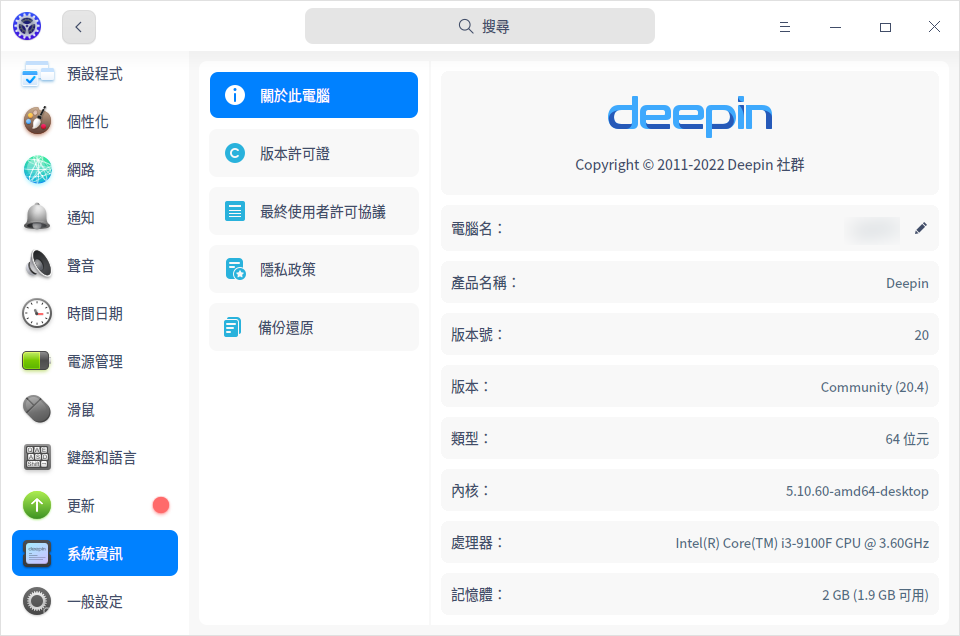 搜尋
預設程式
個性化
網路
通知
聲音
時間日期
電源管理
滑鼠
鍵盤和語言
更新
系統資訊
一般設定
關於此電腦
版本許可證
最終使用者許可協議
隱私政策
備份還原
deepin
Copyright © 2011-2022 Deepin 社群
電腦名：
產品名稱： Deepin
版本號： 20
版本： Community (20.4)
類型： 64 位元
內核： 5.10.60-amd64-desktop
處理器： Intel(R) Core(TM) i3-9100F CPU @ 3.60GHz
記憶體： 2 GB (1.9 GB 可用)